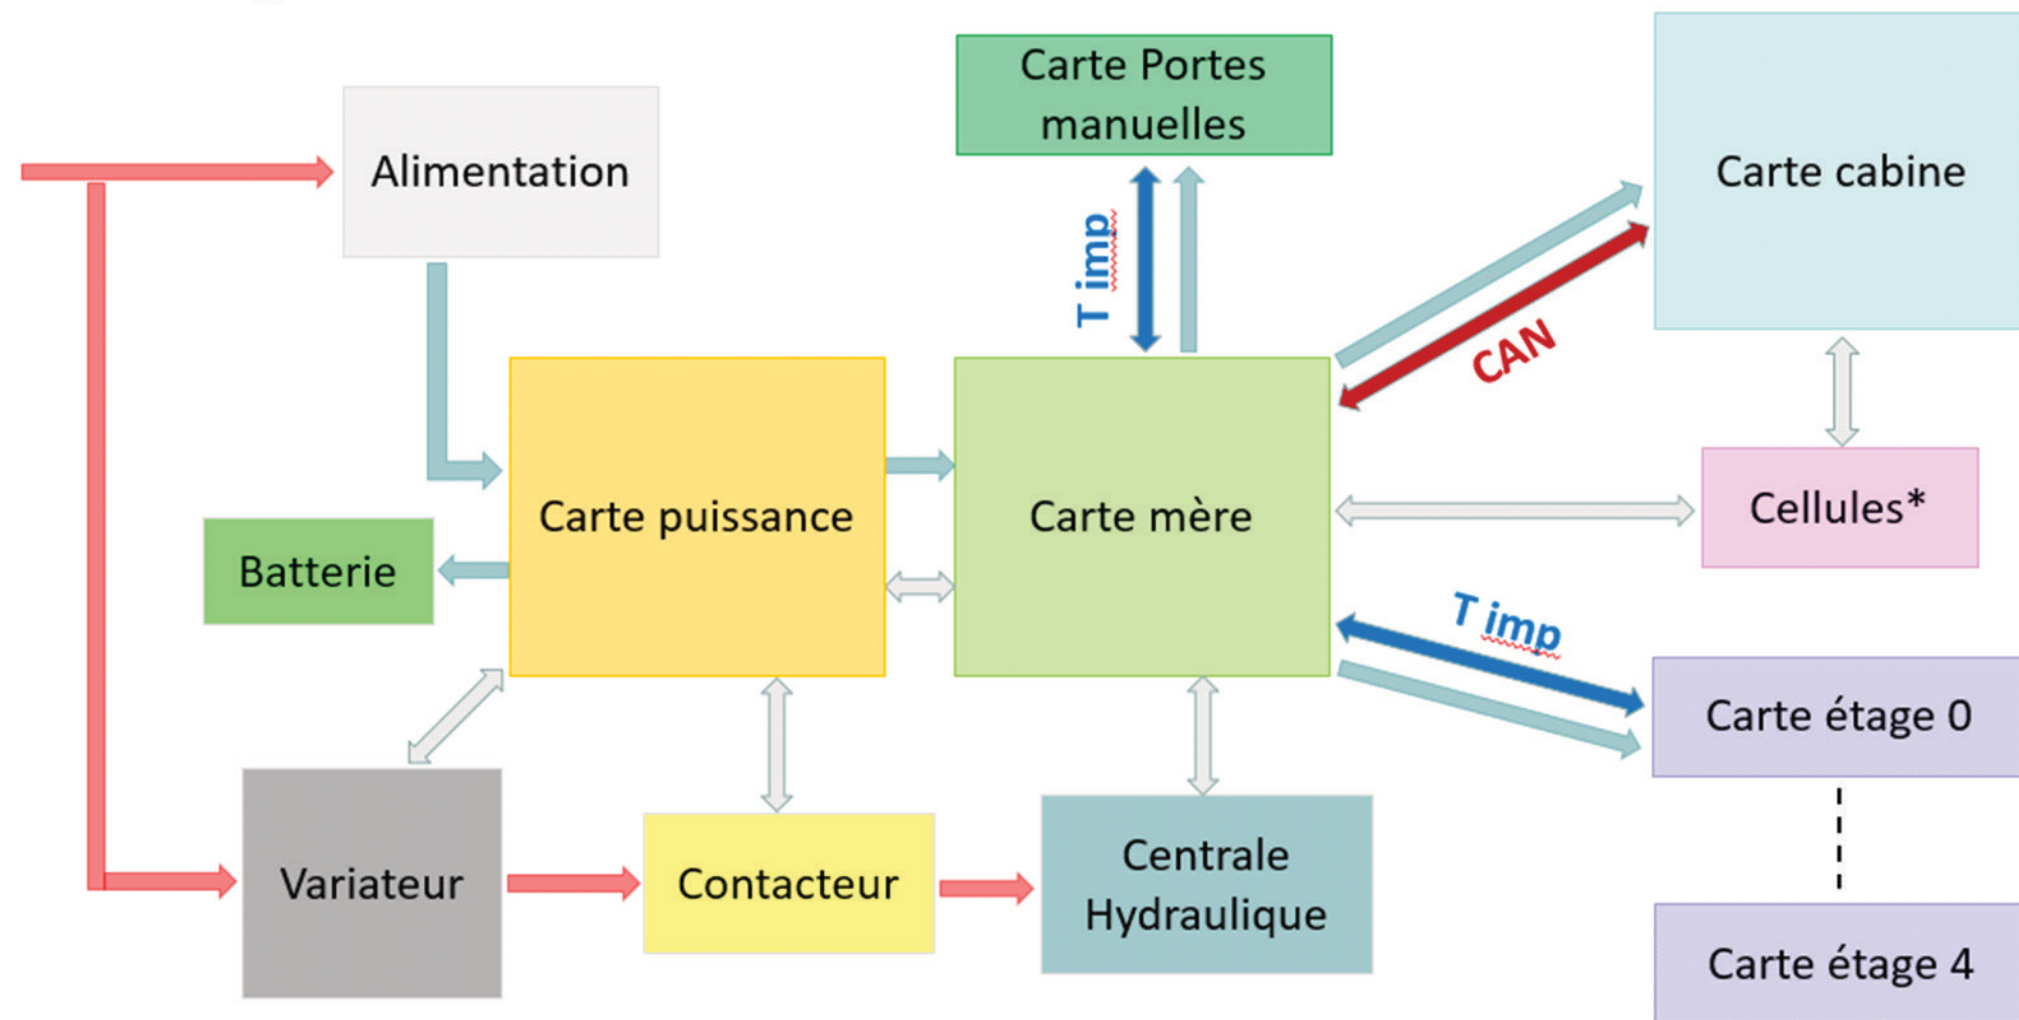 Carte Portes
manuelles
Carte cabine
Alimentation
T imp
CAN
Carte puissance
Carte mère
Cellules*
Batterie
T imp
Carte étage 0
Variateur
Contacteur
Centrale
Hydraulique
Carte étage 4